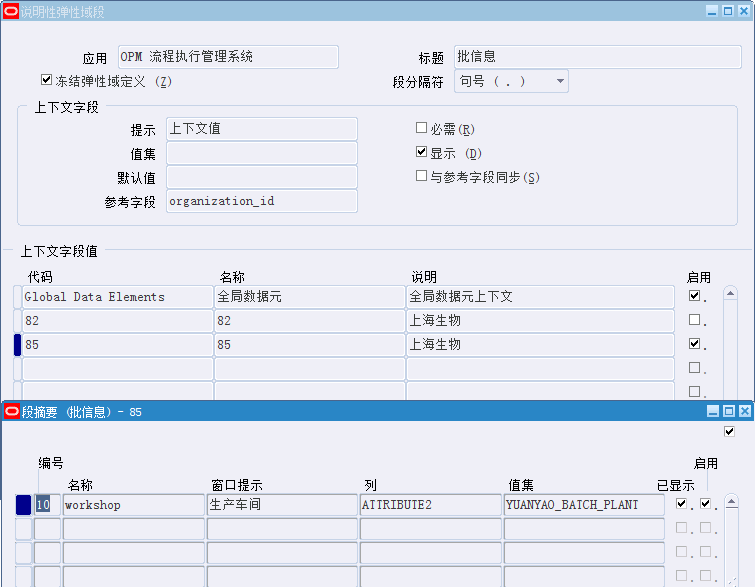 说明性弹性域段
应用 OPM 流程执行管理系统 标题 批信息
冻结弹性域定义 (Z) 段分隔符 句号 ( . )
上下文字段
提示 上下文值 必需(R)
值集 显示 (D)
默认值 与参考字段同步(S)
参考字段 organization_id
上下文字段值
代码 名称 说明 启用
Global Data Elements 全局数据元 全局数据元上下文
82 82 上海生物
85 85 上海生物
段摘要 (批信息) - 85
编号 启用
名称 窗口提示 列 值集 已显示
10 workshop 生产车间 ATTRIBUTE2 YUANYAO_BATCH_PLANT